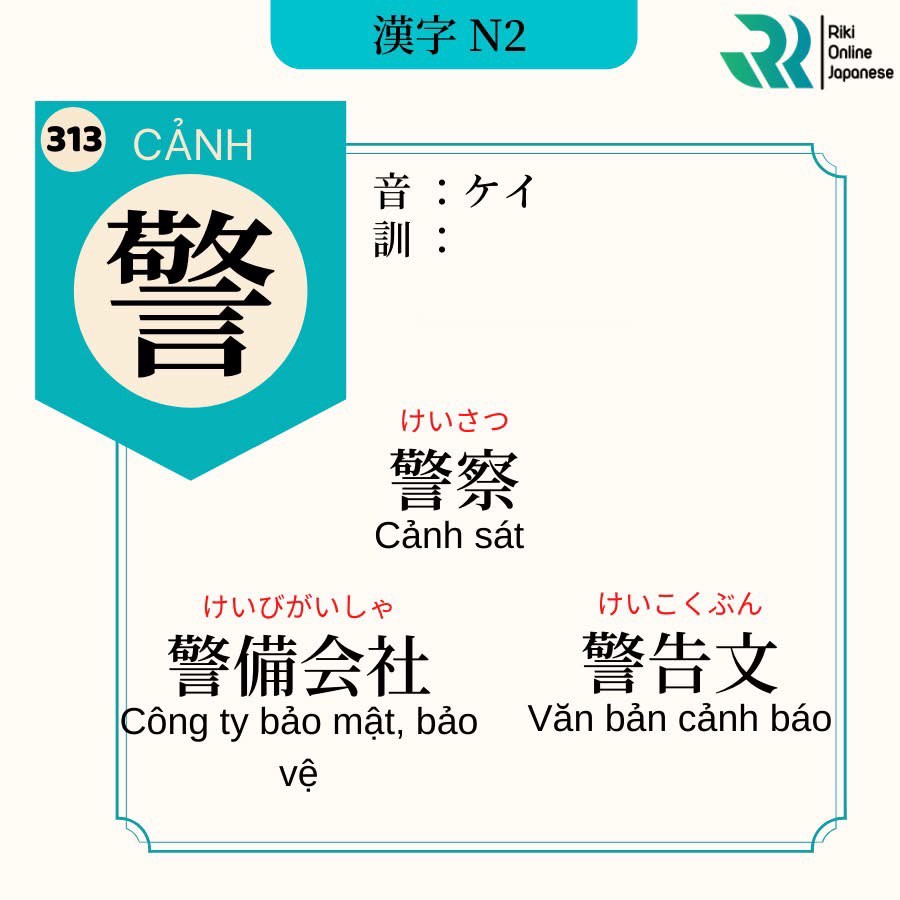 漢字 N2
Riki
Online
Japanese
313
CẢNH
警
音 ：ケイ
訓 ：
けいさつ
警察
Cảnh sát
けいびがいしゃ
警備会社
Công ty bảo mật, bảo
vệ
けいこくぶん
警告文
Văn bản cảnh báo